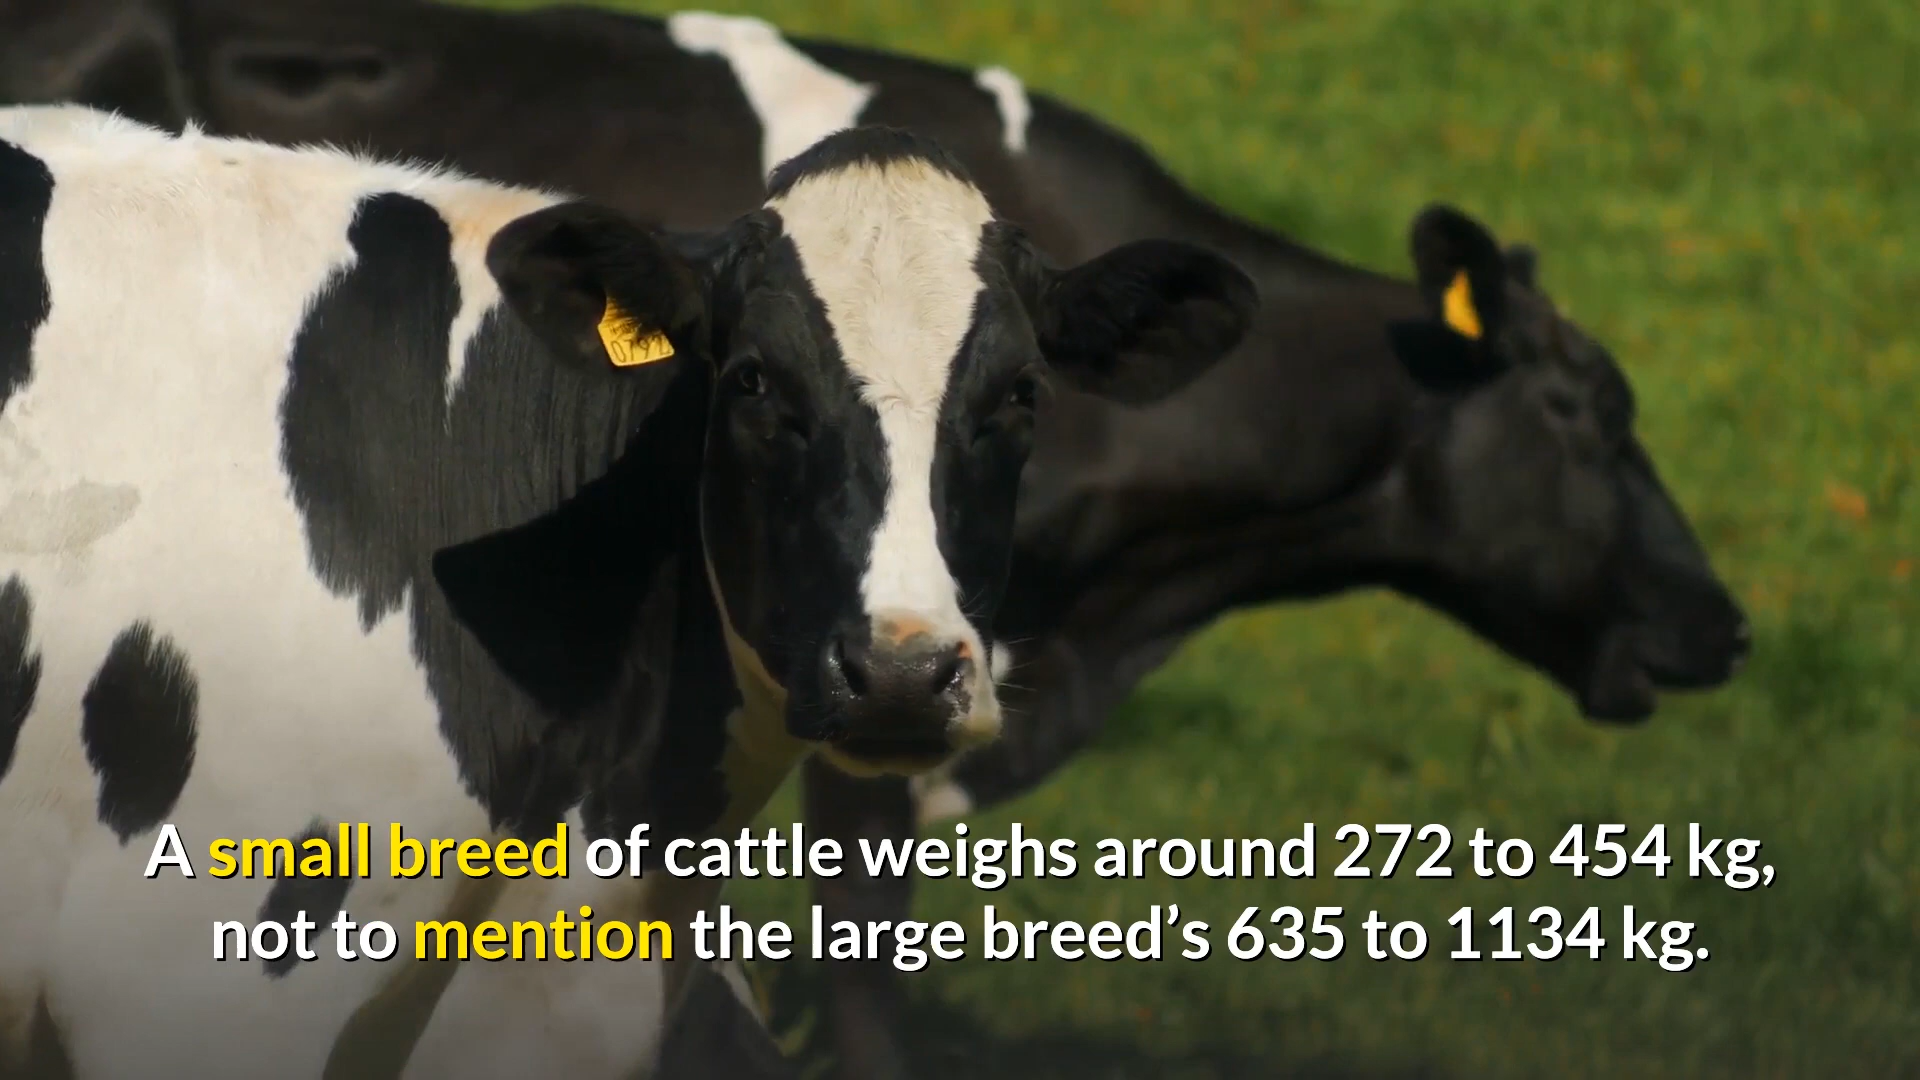 0792
A small breed of cattle weighs around 272 to 454 kg,
not to mention the large breed’s 635 to 1134 kg.